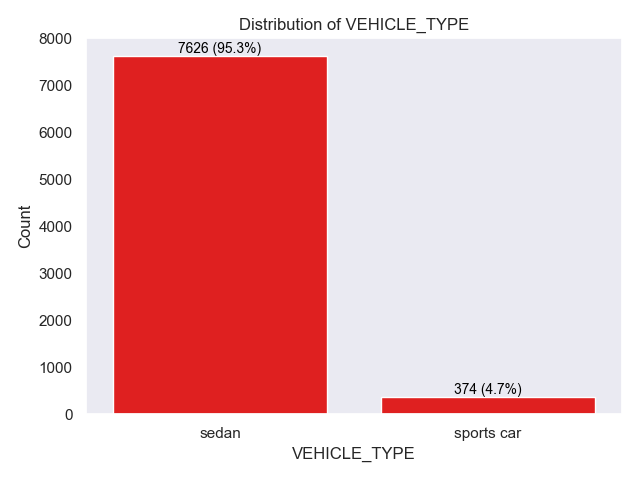 Distribution of VEHICLE_TYPE
8000
7626 (95.3%)
7000
6000
5000
4000
3000
2000
1000
374 (4.7%)
0
Count
sedan
sports car
VEHICLE_TYPE